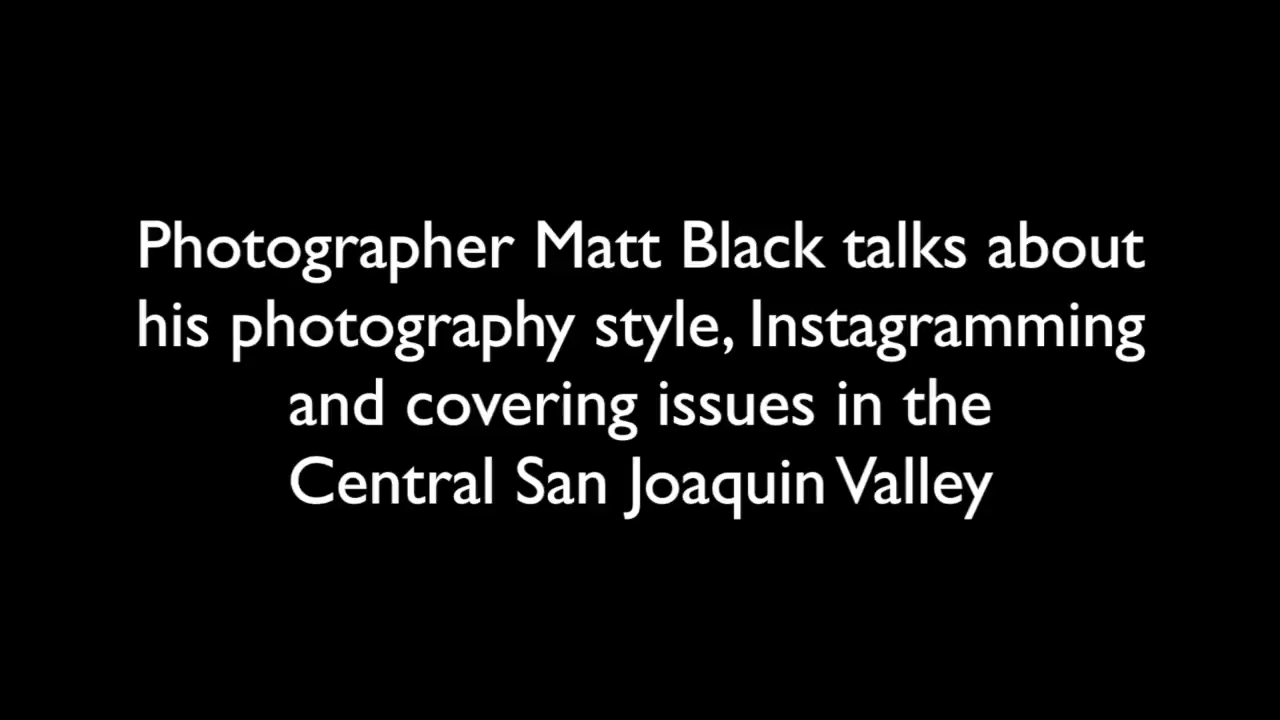 Photographer Matt Black talks about
his photography style, Instagramming
and covering issues in the
Central San Joaquin Valley